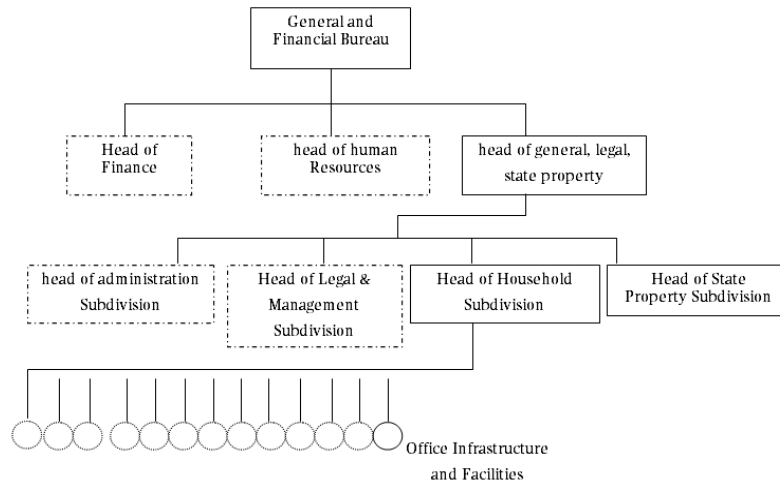 General and
Financial Bureau
Head of
Finance
head of human
Resources
head of general, legal,
state property
head of administration
Subdivision
Head of Legal &
Management
Subdivision
Head of Household
Subdivision
Head of State
Property Subdivision
Office Infrastructure
and Facilities